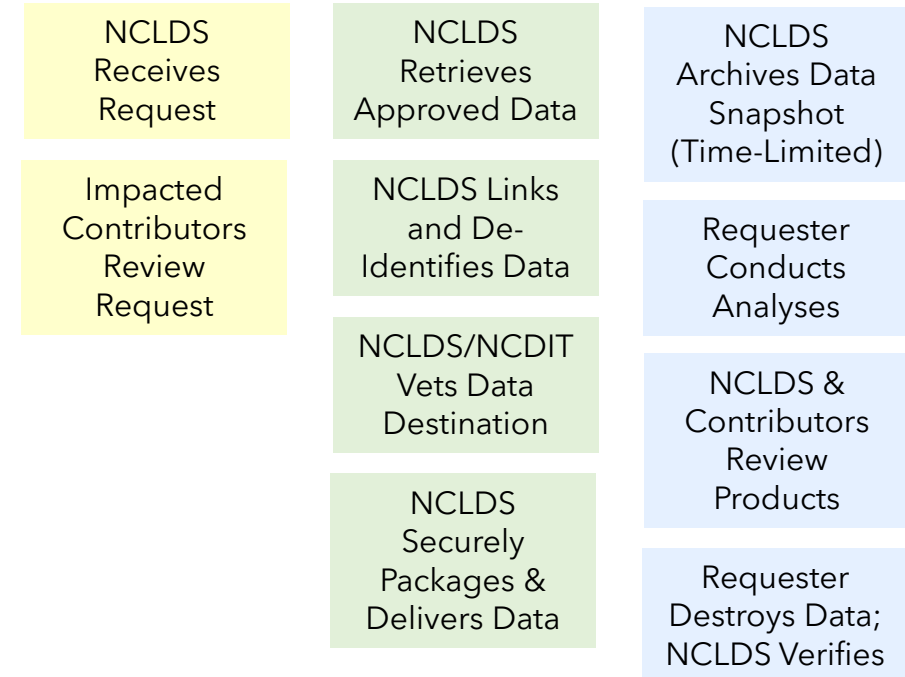 NCLDS
Receives
Request
Impacted
Contributors
Review
Request
NCLDS
Retrieves
Approved Data
NCLDS Links
and De-
Identifies Data
NCLDS/NCDIT
Vets Data
Destination
NCLDS
Securely
Packages &
Delivers Data
NCLDS
Archives Data
Snapshot
(Time-Limited)
Requester
Conducts
Analyses
NCLDS &
Contributors
Review
Products
Requester
Destroys Data;
NCLDS Verifies